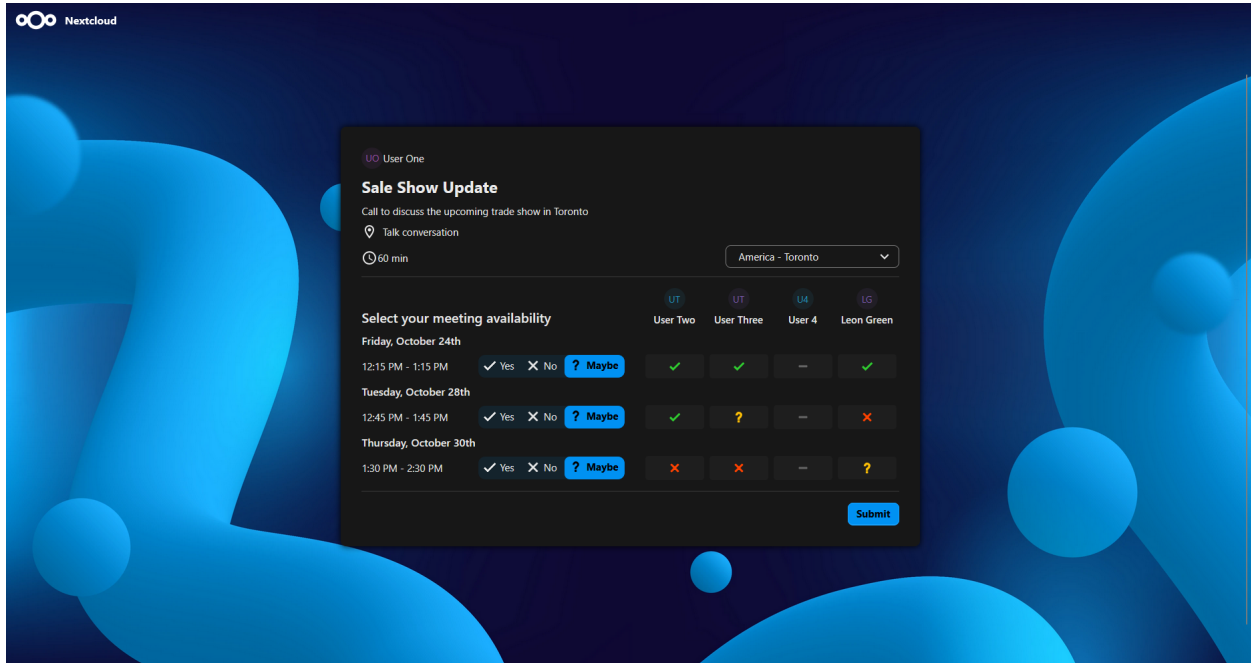 Nextcloud
UO User One
Sale Show Update
Call to discuss the upcoming trade show in Toronto
Talk conversation
60 min
America - Toronto
UT UT U4 LG
Select your meeting availability User Two User Three User 4 Leon Green
Friday, October 24th
12:15 PM - 1:15 PM Yes No ? Maybe
Tuesday, October 28th
12:45 PM - 1:45 PM Yes No ? Maybe ?
Thursday, October 30th
1:30 PM - 2:30 PM Yes No ? Maybe ?
Submit